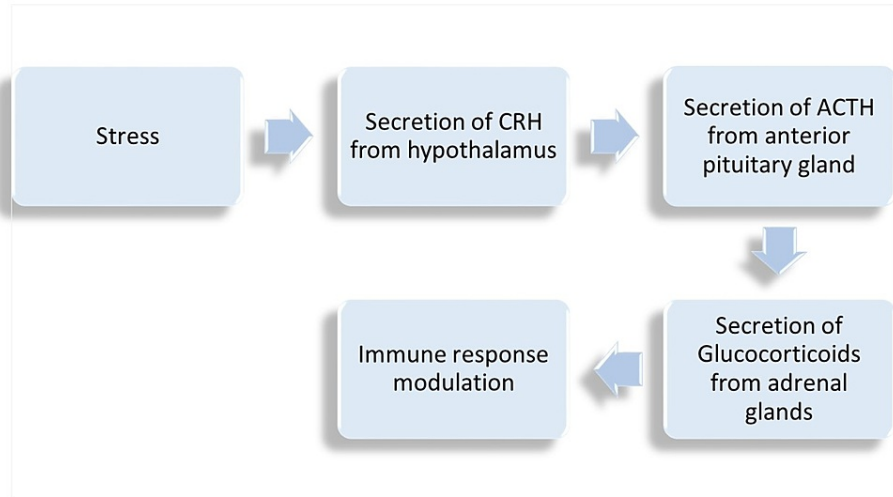 Stress
Secretion of CRH
from hypothalamus
Secretion of ACTH
from anterior
pituitary gland
Secretion of
Glucocorticoids
from adrenal
glands
Immune response
modulation